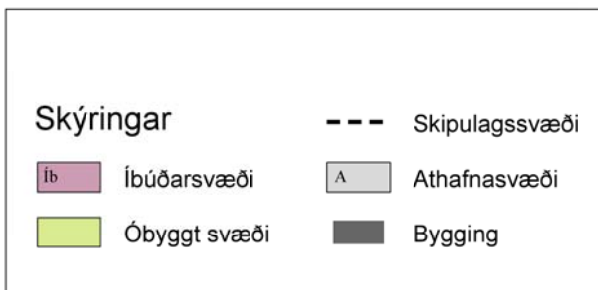 Skýringar
Skipulagssvæði
Íb Íbúðarsvæði
A Athafnasvæði
Óbyggt svæði
Bygging